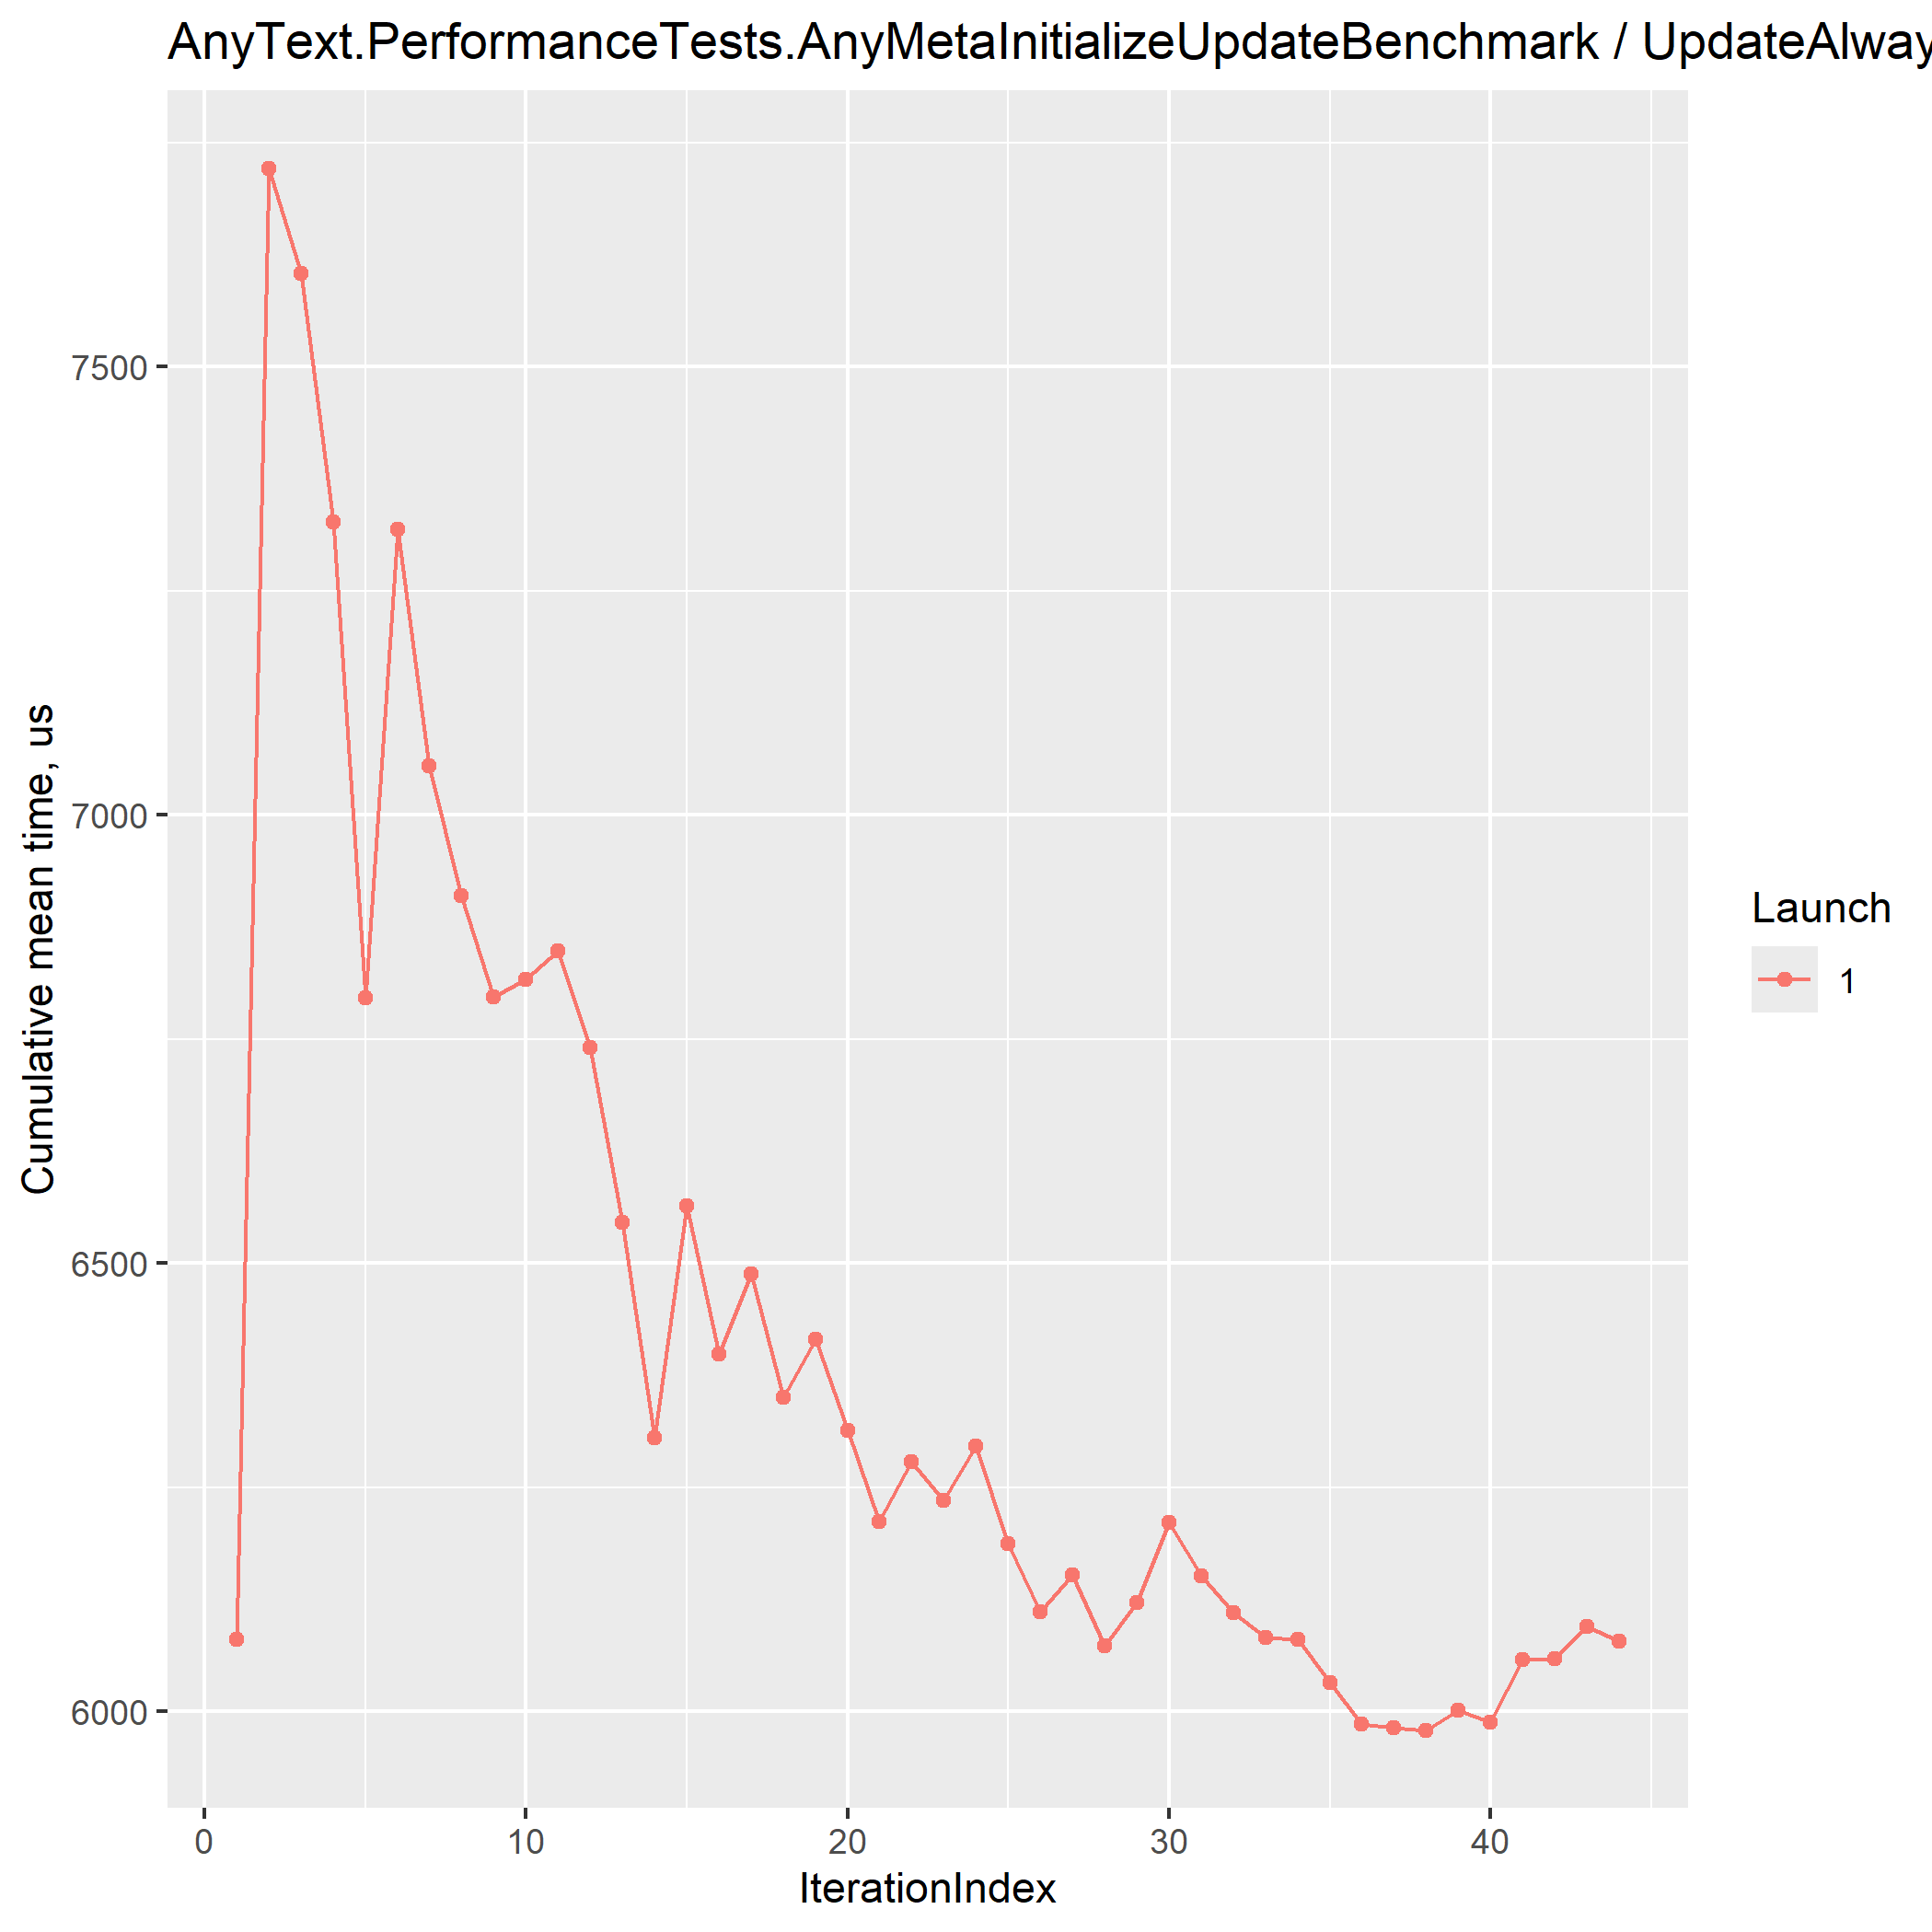 AnyText.PerformanceTests.AnyMetaInitializeUpdateBenchmark / UpdateAlway
7500
7000
6500
6000
Cumulative mean time, us
0 10 20 30 40
IterationIndex
Launch
1